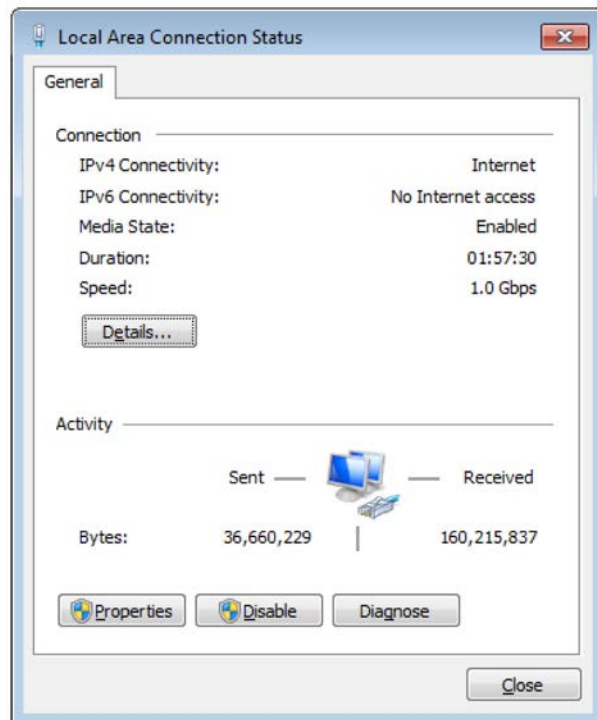 Local Area Connection Status
General
Connection
IPv4 Connectivity: Internet
IPv6 Connectivity: No Internet access
Media State: Enabled
Duration: 01:57:30
Speed: 1.0 Gbps
Details...
Activity
Sent Received
Bytes: 36,660,229 160,215,837
Properties Disable Diagnose
Close